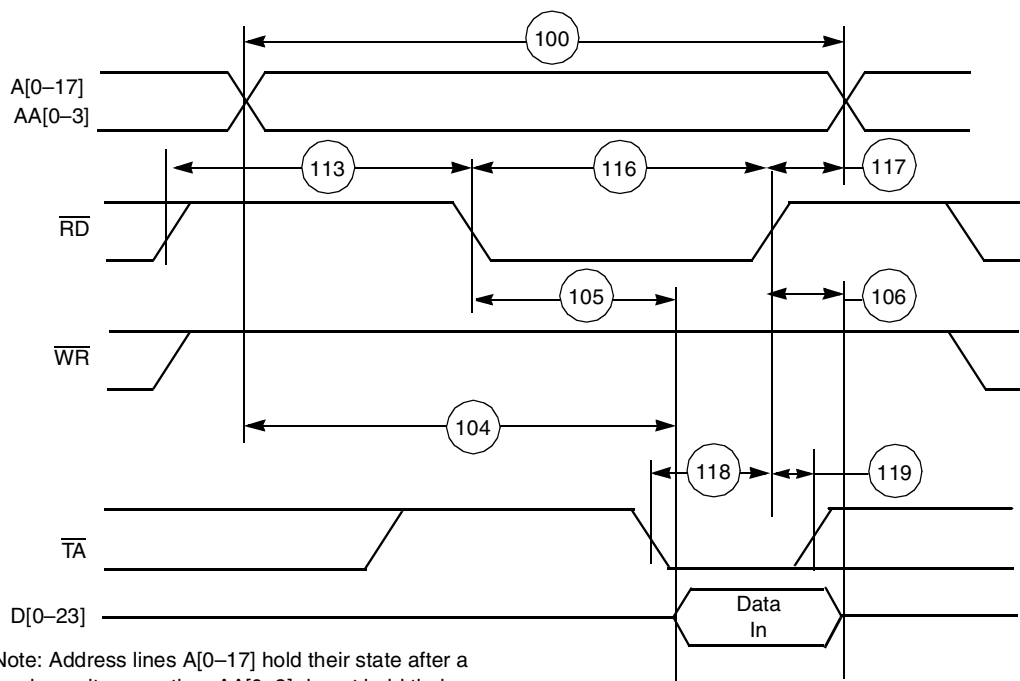 100
A[0–17]
AA[0–3]
113
116
117
RD
105
106
WR
104
118
119
TA
D[0–23]
Data
In
Note: Address lines A[0–17] hold their state after a